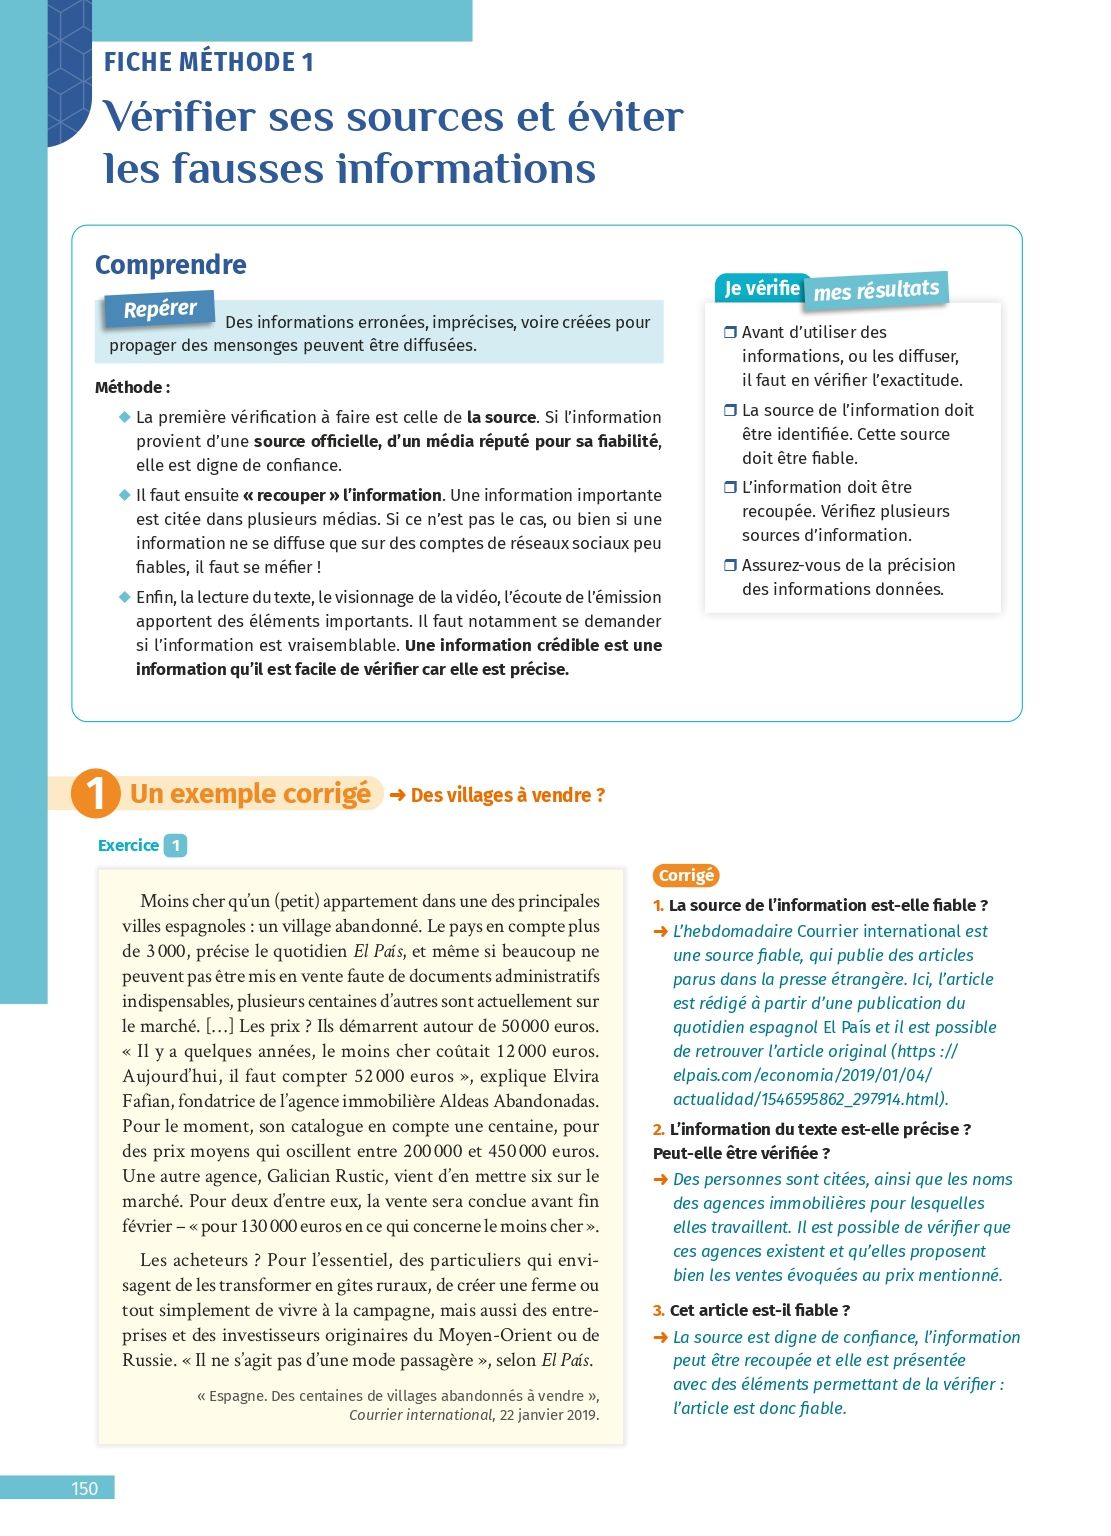 FICHE MÉTHODE 1
Vérifier ses sources et éviter
les fausses informations
Comprendre
Repérer
Des informations erronées, imprécises, voire créées pour
propager des mensonges peuvent être diffusées.
Méthode :
◆ La première vérification à faire est celle de la source. Si l’information
provient d’une source officielle, d’un média réputé pour sa fiabilité,
elle est digne de confiance.
◆ Il faut ensuite « recouper » l’information. Une information importante
est citée dans plusieurs médias. Si ce n’est pas le cas, ou bien si une
information ne se diffuse que sur des comptes de réseaux sociaux peu
fiables, il faut se méfier !
◆ Enfin, la lecture du texte, le visionnage de la vidéo, l’écoute de l’émission
apportent des éléments importants. Il faut notamment se demander
si l’information est vraisemblable. Une information crédible est une
information qu’il est facile de vérifier car elle est précise.
Je vérifie mes résultats
❒ Avant d’utiliser des
informations, ou les diffuser,
il faut en vérifier l’exactitude.
❒ La source de l’information doit
être identifiée. Cette source
doit être fiable.
❒ L’information doit être
recoupée. Vérifiez plusieurs
sources d’information.
❒ Assurez-vous de la précision
des informations données.
1 Un exemple corrigé ➜ Des villages à vendre ?
Exercice 1
Moins cher qu’un (petit) appartement dans une des principales
villes espagnoles : un village abandonné. Le pays en compte plus
de 3 000, précise le quotidien El País, et même si beaucoup ne
peuvent pas être mis en vente faute de documents administratifs
indispensables, plusieurs centaines d’autres sont actuellement sur
le marché. […] Les prix ? Ils démarrent autour de 50 000 euros.
« Il y a quelques années, le moins cher coûtait 12 000 euros.
Aujourd’hui, il faut compter 52 000 euros », explique Elvira
Fafian, fondatrice de l’agence immobilière Aldeas Abandonadas.
Pour le moment, son catalogue en compte une centaine, pour
des prix moyens qui oscillent entre 200 000 et 450 000 euros.
Une autre agence, Galician Rustic, vient d’en mettre six sur le
marché. Pour deux d’entre eux, la vente sera conclue avant fin
février – « pour 130 000 euros en ce qui concerne le moins cher ».
Les acheteurs ? Pour l’essentiel, des particuliers qui envi-
sagent de les transformer en gîtes ruraux, de créer une ferme ou
tout simplement de vivre à la campagne, mais aussi des entre-
prises et des investisseurs originaires du Moyen-Orient ou de
Russie. « Il ne s’agit pas d’une mode passagère », selon El País.
« Espagne. Des centaines de villages abandonnés à vendre »,
Courrier international, 22 janvier 2019.
Corrigé
1. La source de l’information est-elle fiable ?
➜ L’hebdomadaire Courrier international est
une source fiable, qui publie des articles
parus dans la presse étrangère. Ici, l’article
est rédigé à partir d’une publication du
quotidien espagnol El País et il est possible
de retrouver l’article original (https ://
elpais.com/economia/2019/01/04/
actualidad/1546595862_297914.html).
2. L’information du texte est-elle précise ?
Peut-elle être vérifiée ?
➜ Des personnes sont citées, ainsi que les noms
des agences immobilières pour lesquelles
elles travaillent. Il est possible de vérifier que
ces agences existent et qu’elles proposent
bien les ventes évoquées au prix mentionné.
3. Cet article est-il fiable ?
➜ La source est digne de confiance, l’information
peut être recoupée et elle est présentée
avec des éléments permettant de la vérifier :
l’article est donc fiable.
150